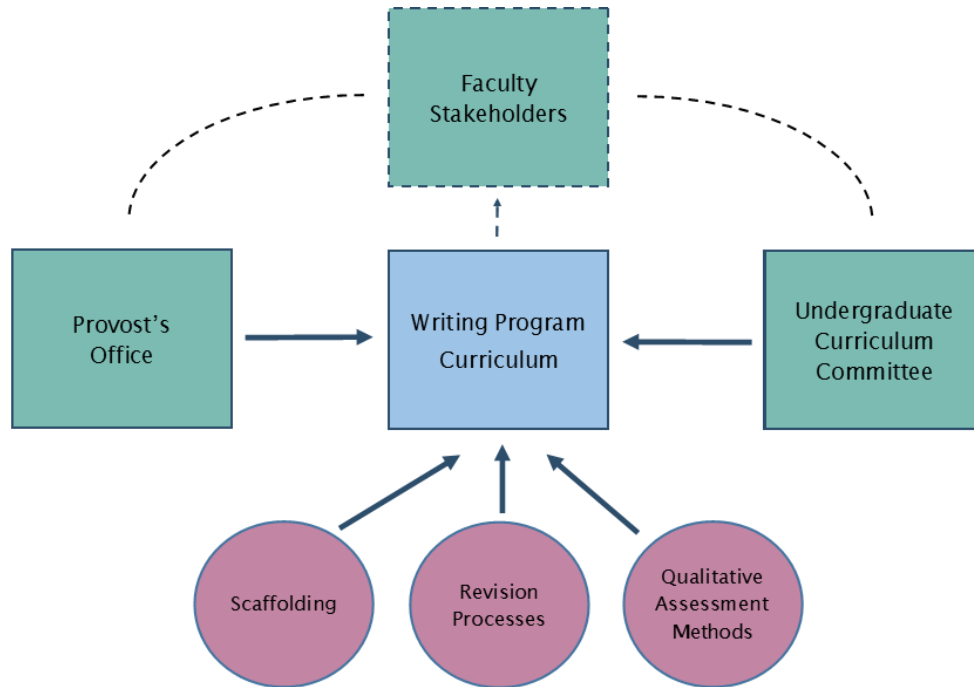 Faculty
Stakeholders
Provost’s
Office
Writing Program
Curriculum
Undergraduate
Curriculum
Committee
Scaffolding
Revision
Processes
Qualitative
Assessment
Methods